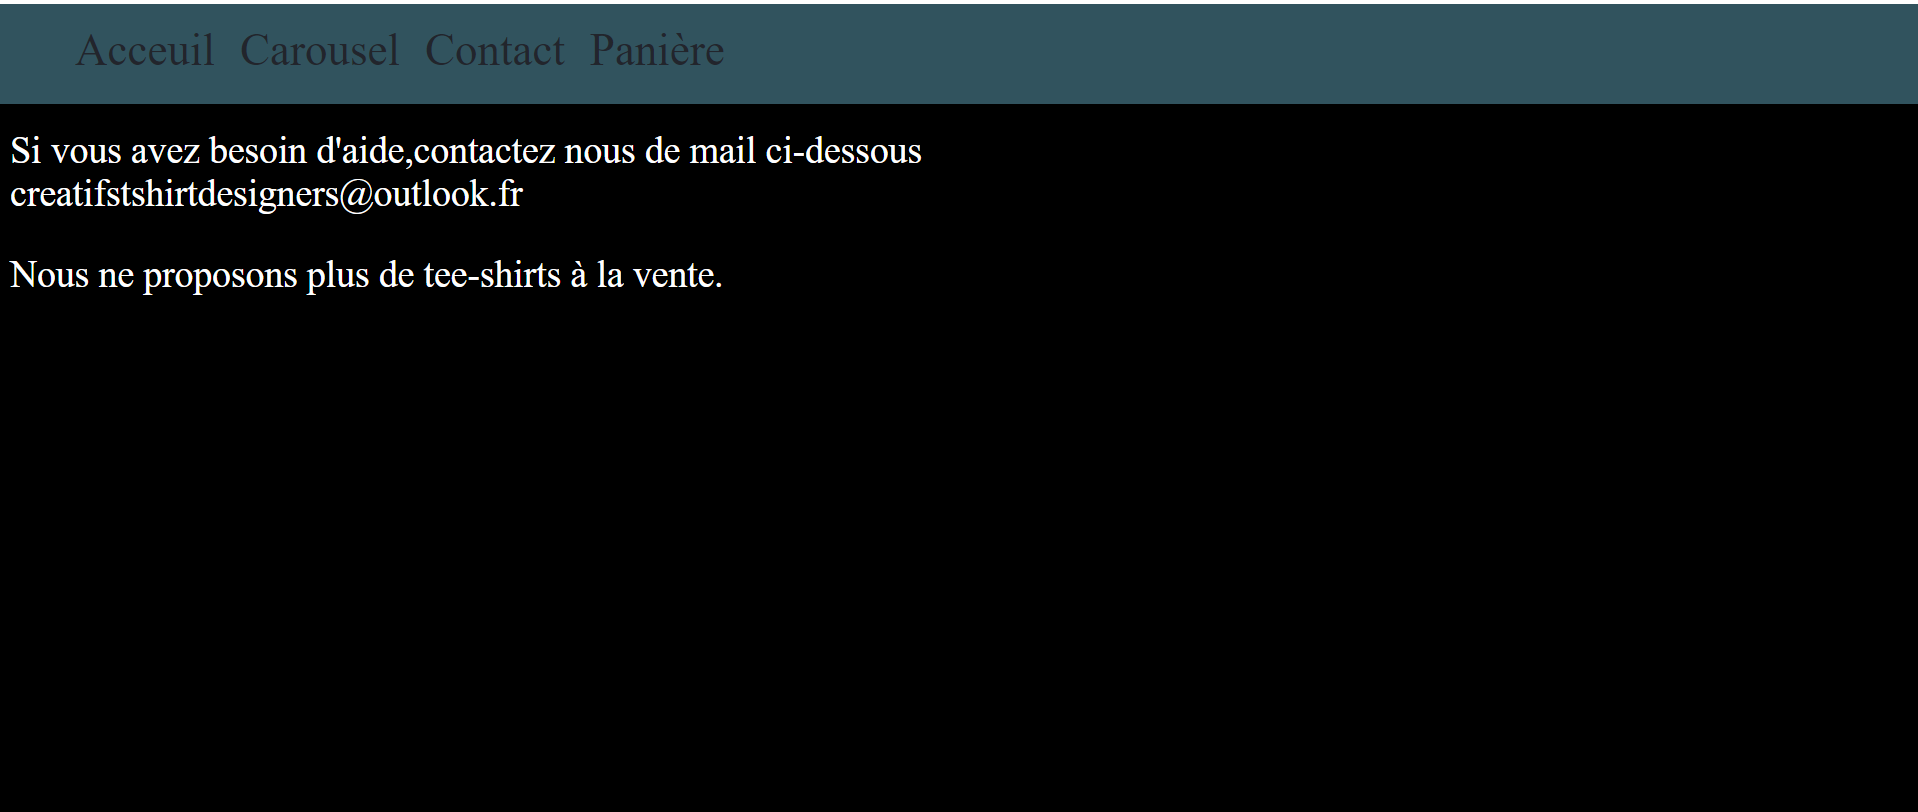 Acceuil Carousel Contact Panière
Si vous avez besoin d'aide,contactez nous de mail ci-dessous
creatifstshirtdesigners@outlook.fr
Nous ne proposons plus de tee-shirts à la vente.